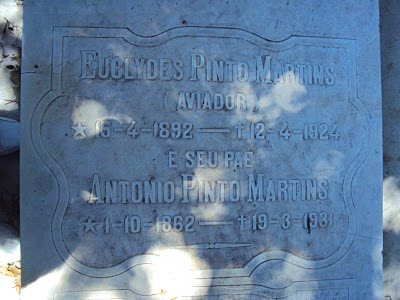 EUCLYDES PINTO MARTINS
( AVIADOR )
★ 15-4-1892 — † 12-4-1924
E SEU PAE
ANTONIO PINTO MARTINS
★ 1-10-1862 — † 19-3-1931